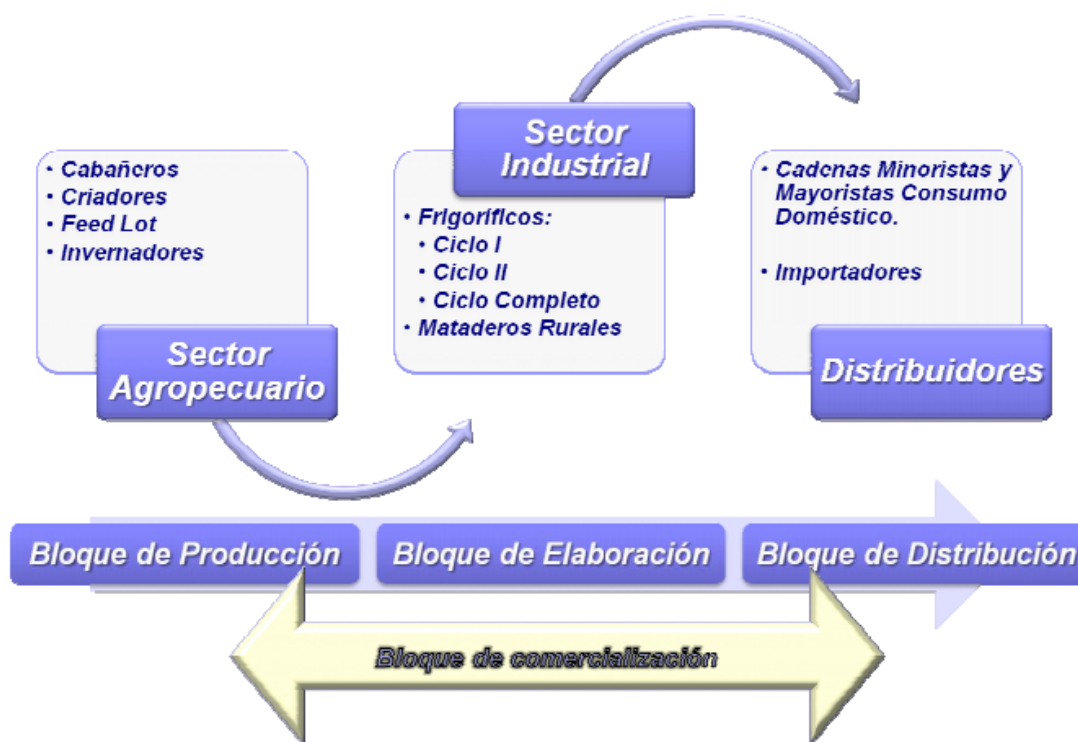 • Cabañeros
• Criadores
• Feed Lot
• Invernadores
Sector
Agropecuario
Sector
Industrial
• Frigoríficos:
• Ciclo I
• Ciclo II
• Ciclo Completo
• Mataderos Rurales
• Cadenas Minoristas y
Mayoristas Consumo
Doméstico.
• Importadores
Distribuidores
Bloque de Producción
Bloque de Elaboración
Bloque de Distribución
Bloque de comercialización